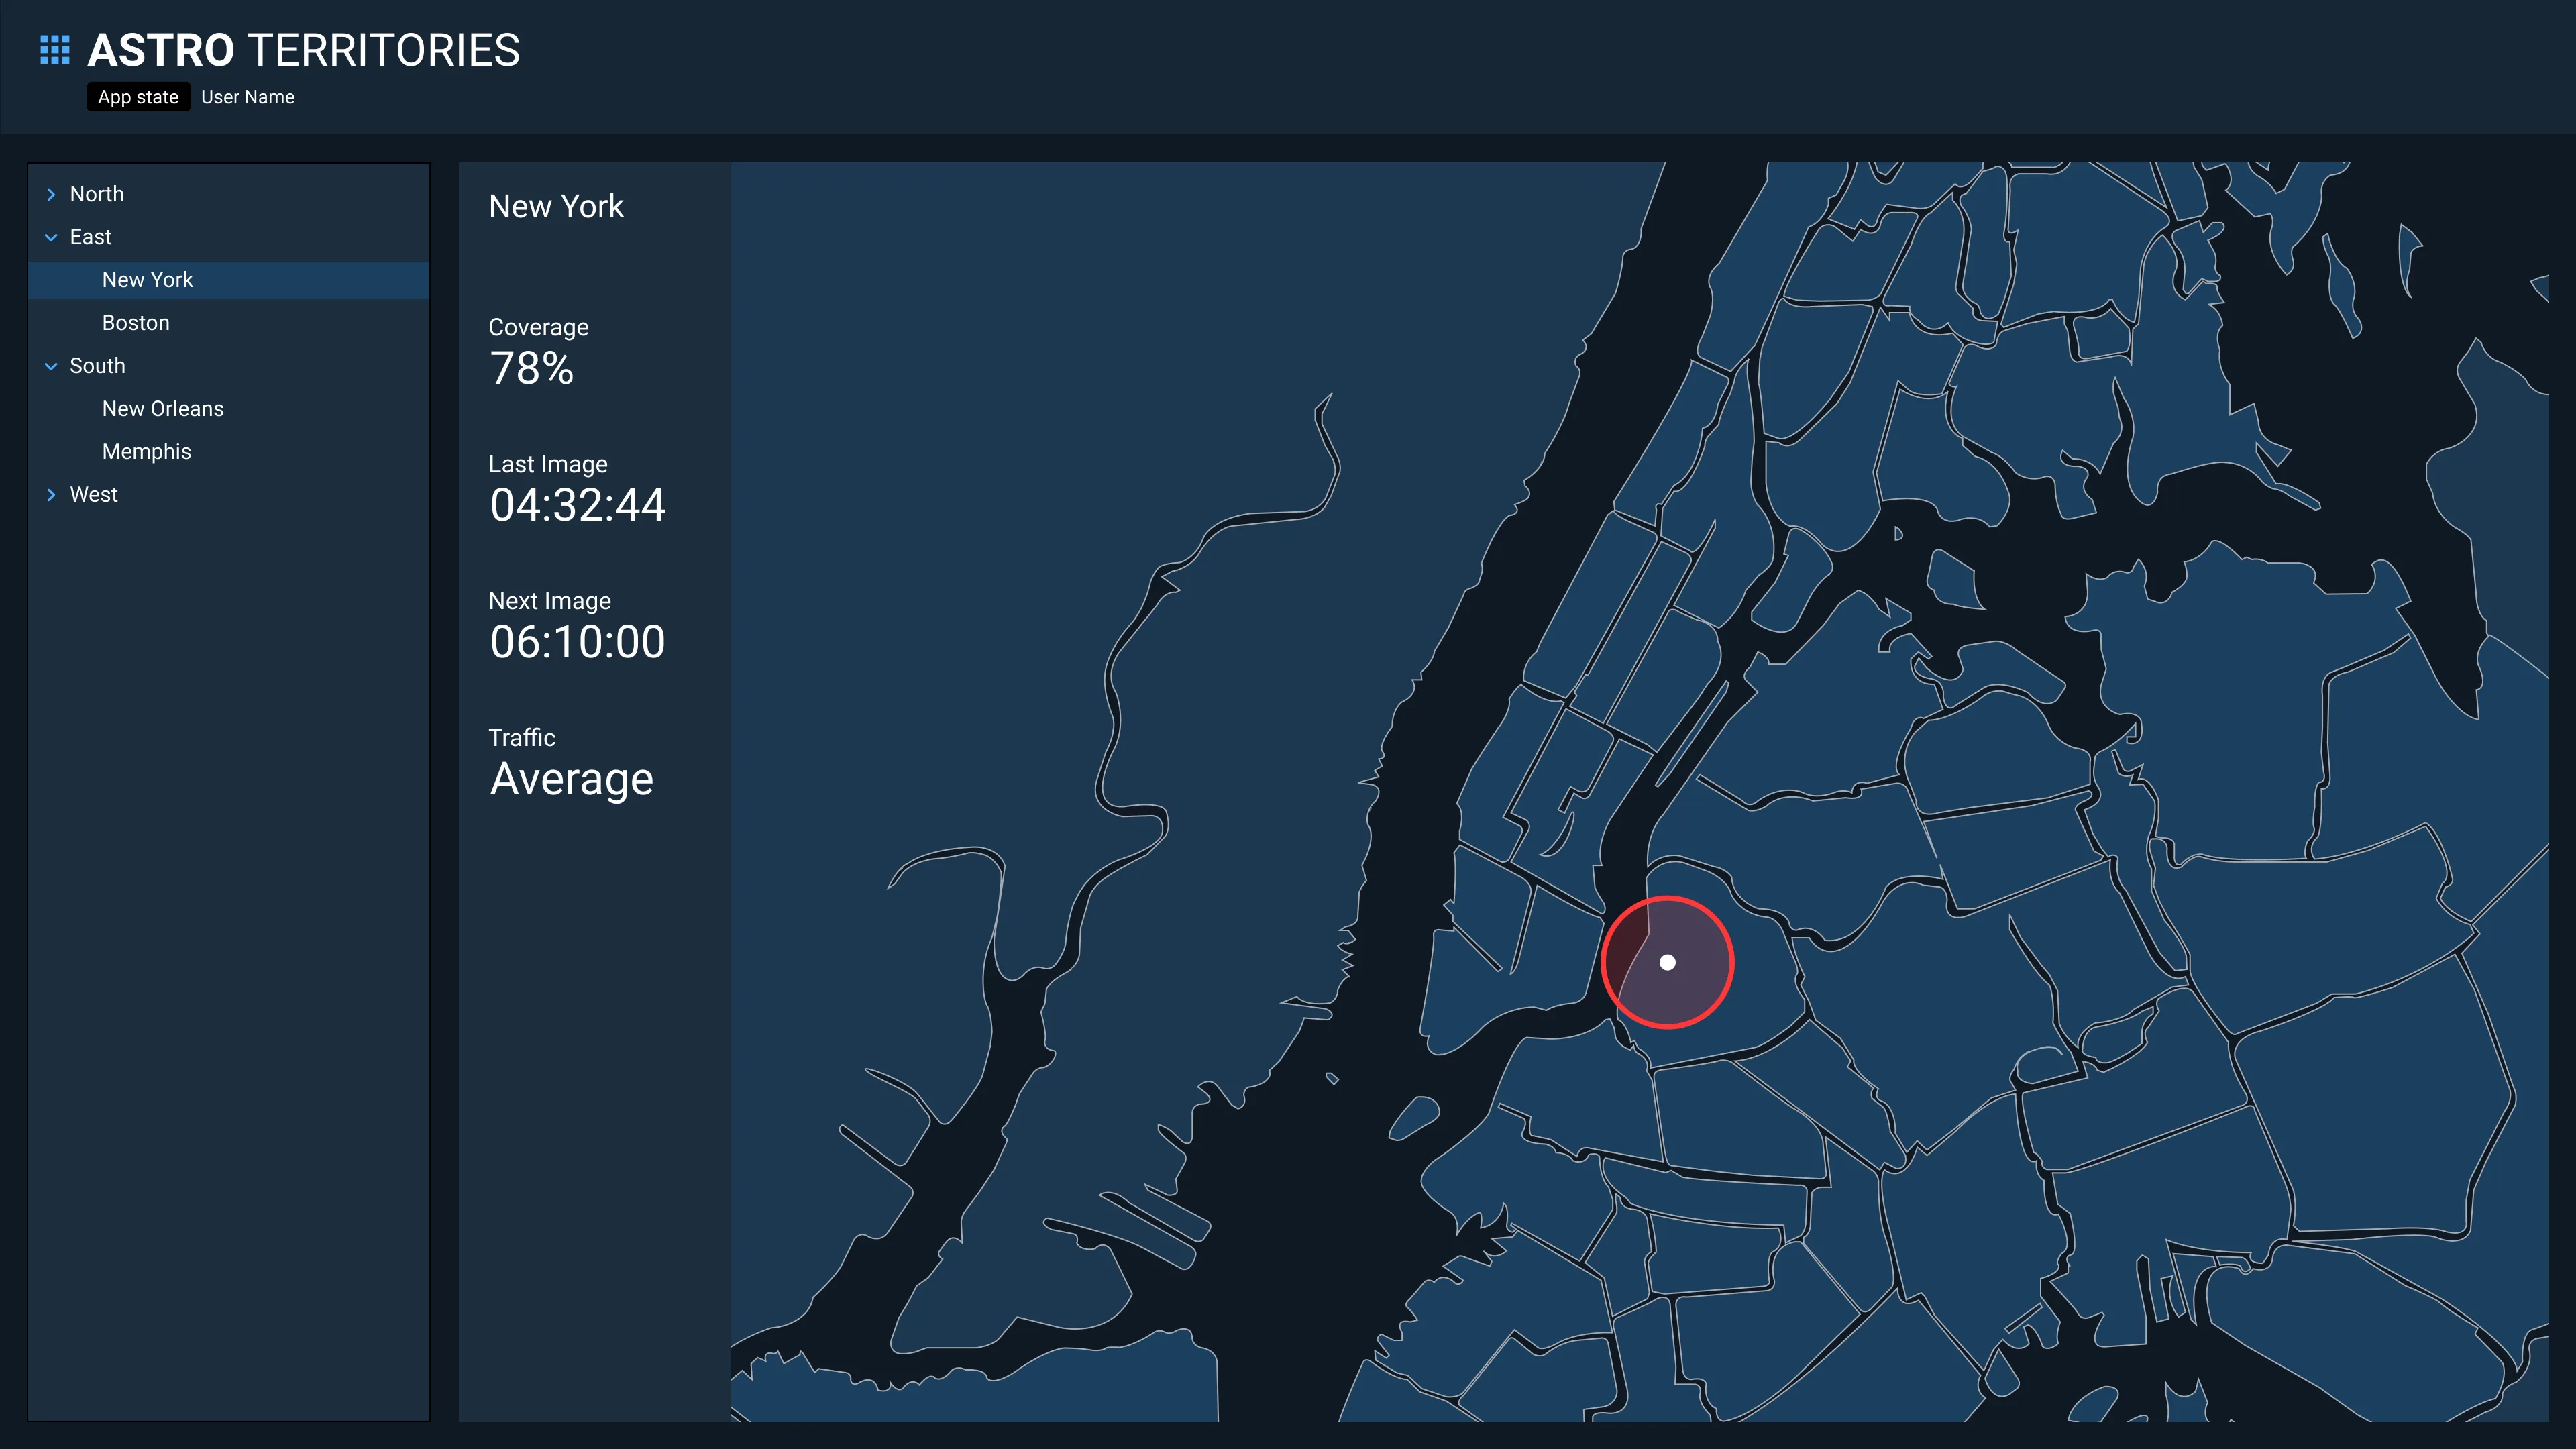 ASTRO TERRITORIES
App state User Name
North
East
New York
Boston
South
New Orleans
Memphis
West
New York
Coverage
78%
Last Image
04:32:44
Next Image
06:10:00
Traffic
Average